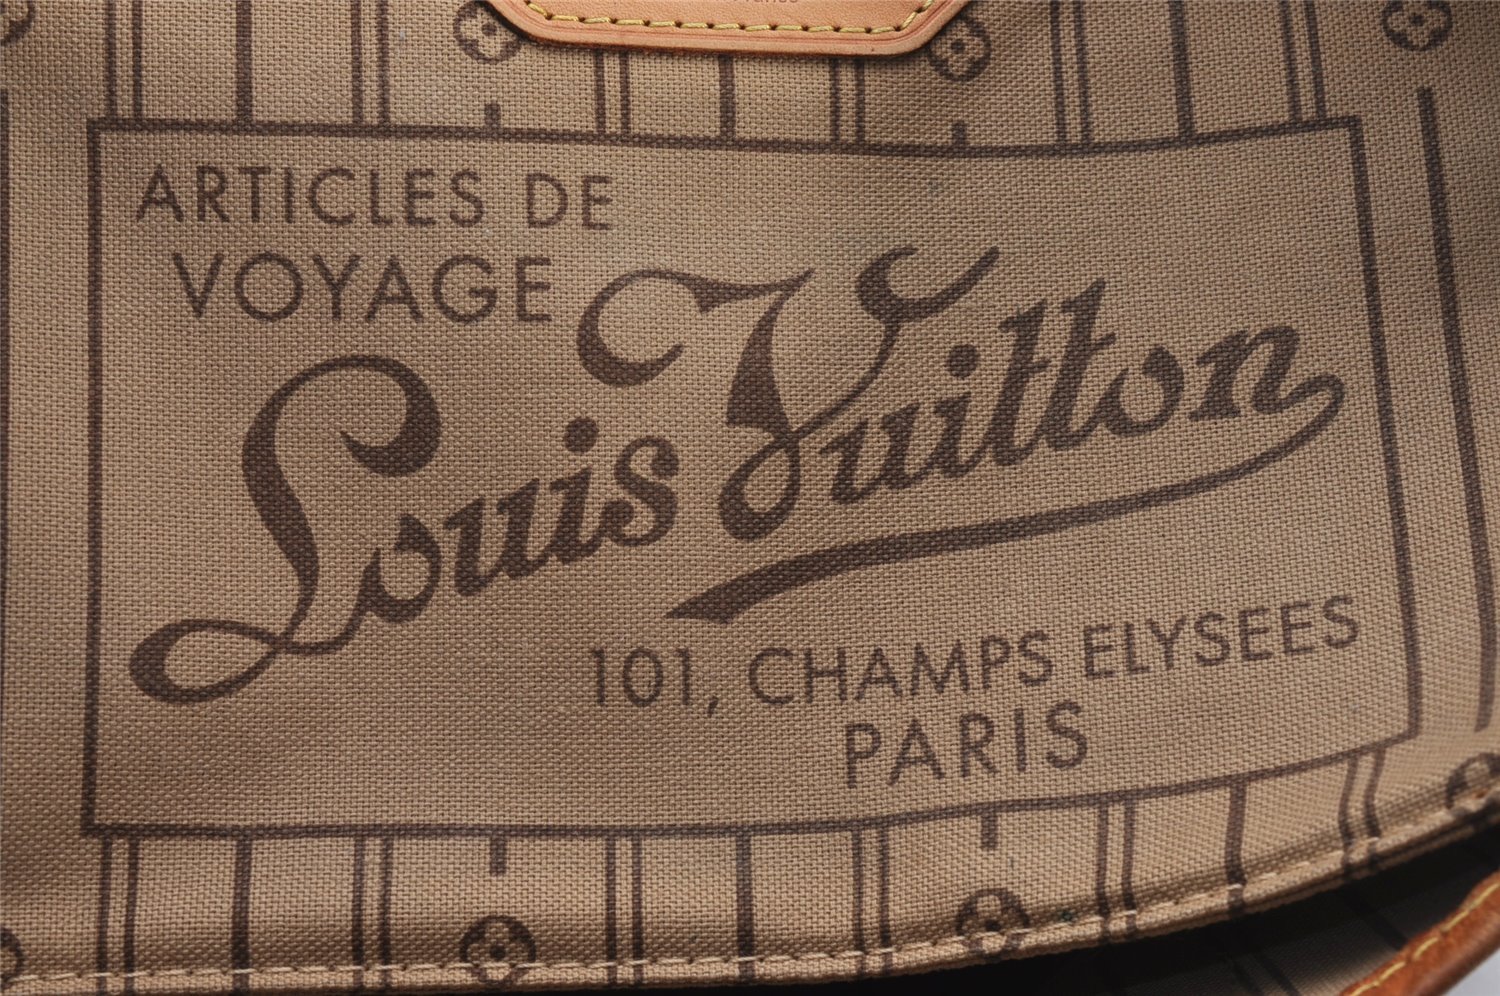 ARTICLES DE
VOYAGE
Louis Vuitton
101, CHAMPS ELYSEES
PARIS